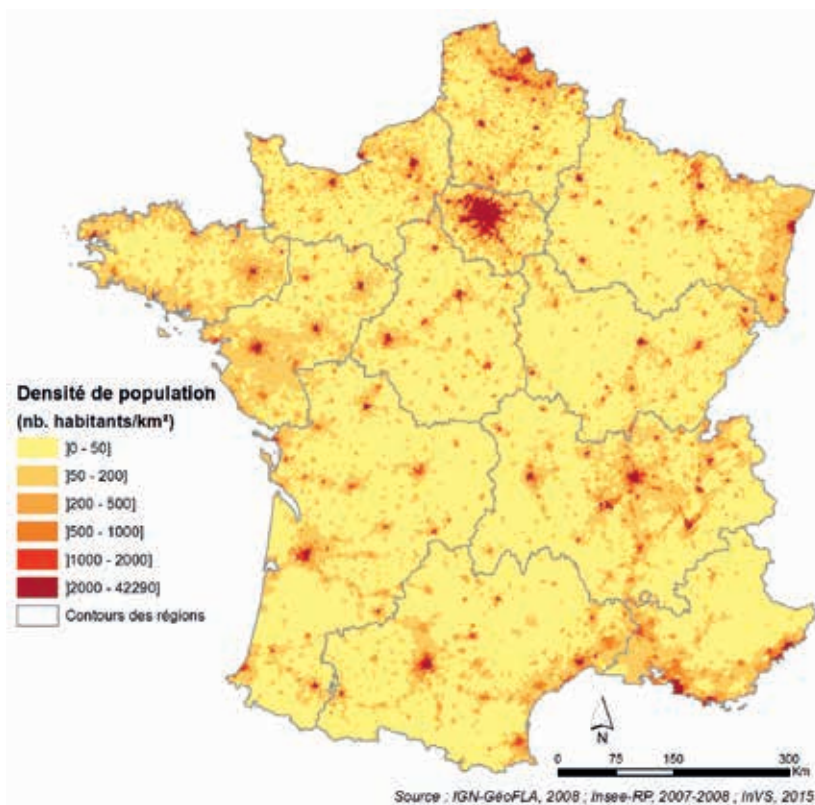 Densité de population
(nb. habitants/km²)
]0 - 50]
]50 - 200]
]200 - 500]
]500 - 1000]
]1000 - 2000]
]2000 - 42290]
Contours des régions
N
0 75 150 300
Km
Source : IGN-GéoFLA, 2008 ; Insee-RP, 2007-2008 ; InVS, 2015